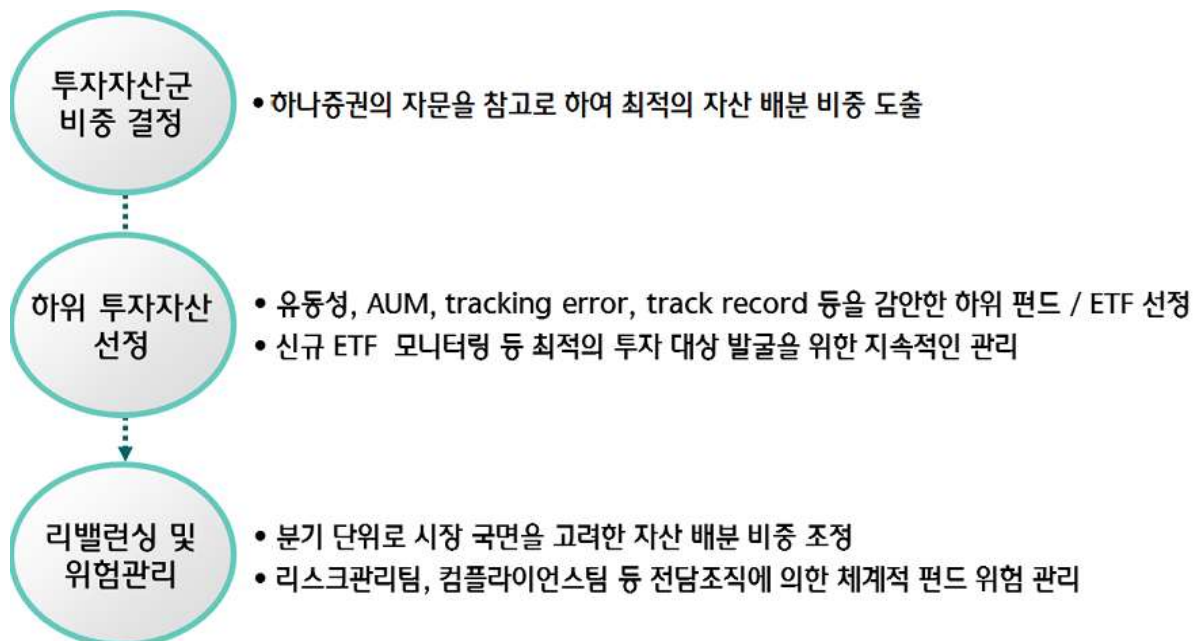 투자자산군
비중 결정
• 하나증권의 자문을 참고로 하여 최적의 자산 배분 비중 도출
하위 투자자산
선정
• 유동성, AUM, tracking error, track record 등을 감안한 하위 펀드 / ETF 선정
• 신규 ETF 모니터링 등 최적의 투자 대상 발굴을 위한 지속적인 관리
리밸런싱 및
위험관리
• 분기 단위로 시장 국면을 고려한 자산 배분 비중 조정
• 리스크관리팀, 컴플라이언스팀 등 전담조직에 의한 체계적 펀드 위험 관리